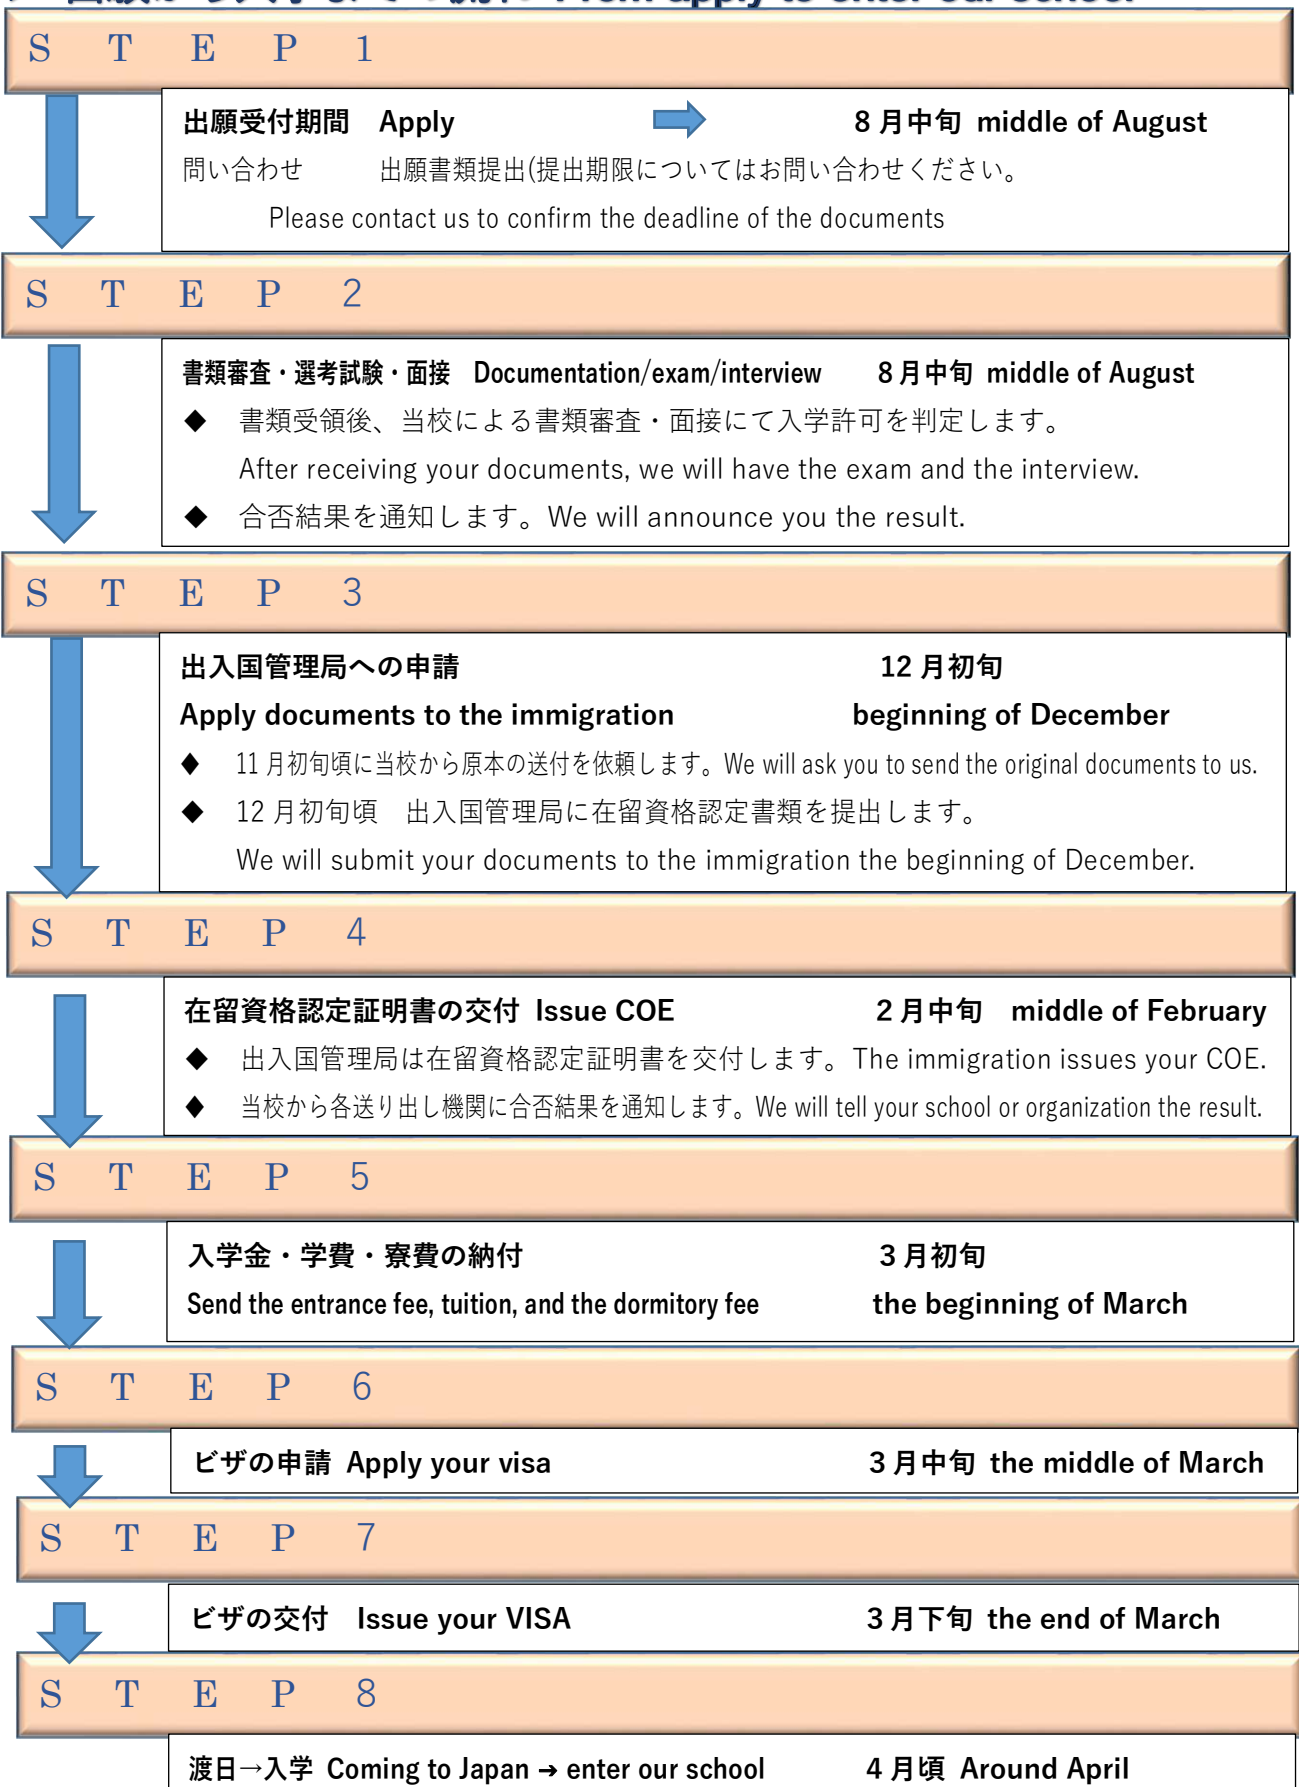 From apply to enter our school
S T E P 1
出願受付期間 Apply 8月中旬 middle of August
問い合わせ 出願書類提出(提出期限についてはお問い合わせください。
Please contact us to confirm the deadline of the documents
S T E P 2
書類審査・選考試験・面接 Documentation/exam/interview 8月中旬 middle of August
◆ 書類受領後、当校による書類審査・面接にて入学許可を判定します。
After receiving your documents, we will have the exam and the interview.
◆ 合否結果を通知します。We will announce you the result.
S T E P 3
出入国管理局への申請 12月初旬
Apply documents to the immigration beginning of December
◆ 11月初旬頃に当校から原本の送付を依頼します。We will ask you to send the original documents to us.
◆ 12月初旬頃 出入国管理局に在留資格認定書類を提出します。
We will submit your documents to the immigration the beginning of December.
S T E P 4
在留資格認定証明書の交付 Issue COE 2月中旬 middle of February
◆ 出入国管理局は在留資格認定証明書を交付します。The immigration issues your COE.
◆ 当校から各送り出し機関に合否結果を通知します。We will tell your school or organization the result.
S T E P 5
入学金・学費・寮費の納付 3月初旬
Send the entrance fee, tuition, and the dormitory fee the beginning of March
S T E P 6
ビザの申請 Apply your visa 3月中旬 the middle of March
S T E P 7
ビザの交付 Issue your VISA 3月下旬 the end of March
S T E P 8
渡日→入学 Coming to Japan → enter our school 4月頃 Around April